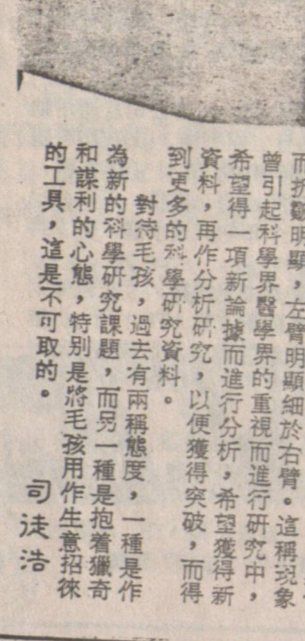 而明顯，左臂明顯細於右臂。這稱現象
曾引起科學界醫學界的重視而進行研究中，
希望得一項新論據而進行分析，希望獲得新
資料，再作分析研究，以便獲得突破，而得
到更多的科學研究資料。
對待毛孩，過去有兩稱態度，一種是作
為新的科學研究課題，而另一種是抱着獵奇
和謀利的心態，特別是將毛孩用作生意招徠
的工具，這是不可取的。
司徒浩